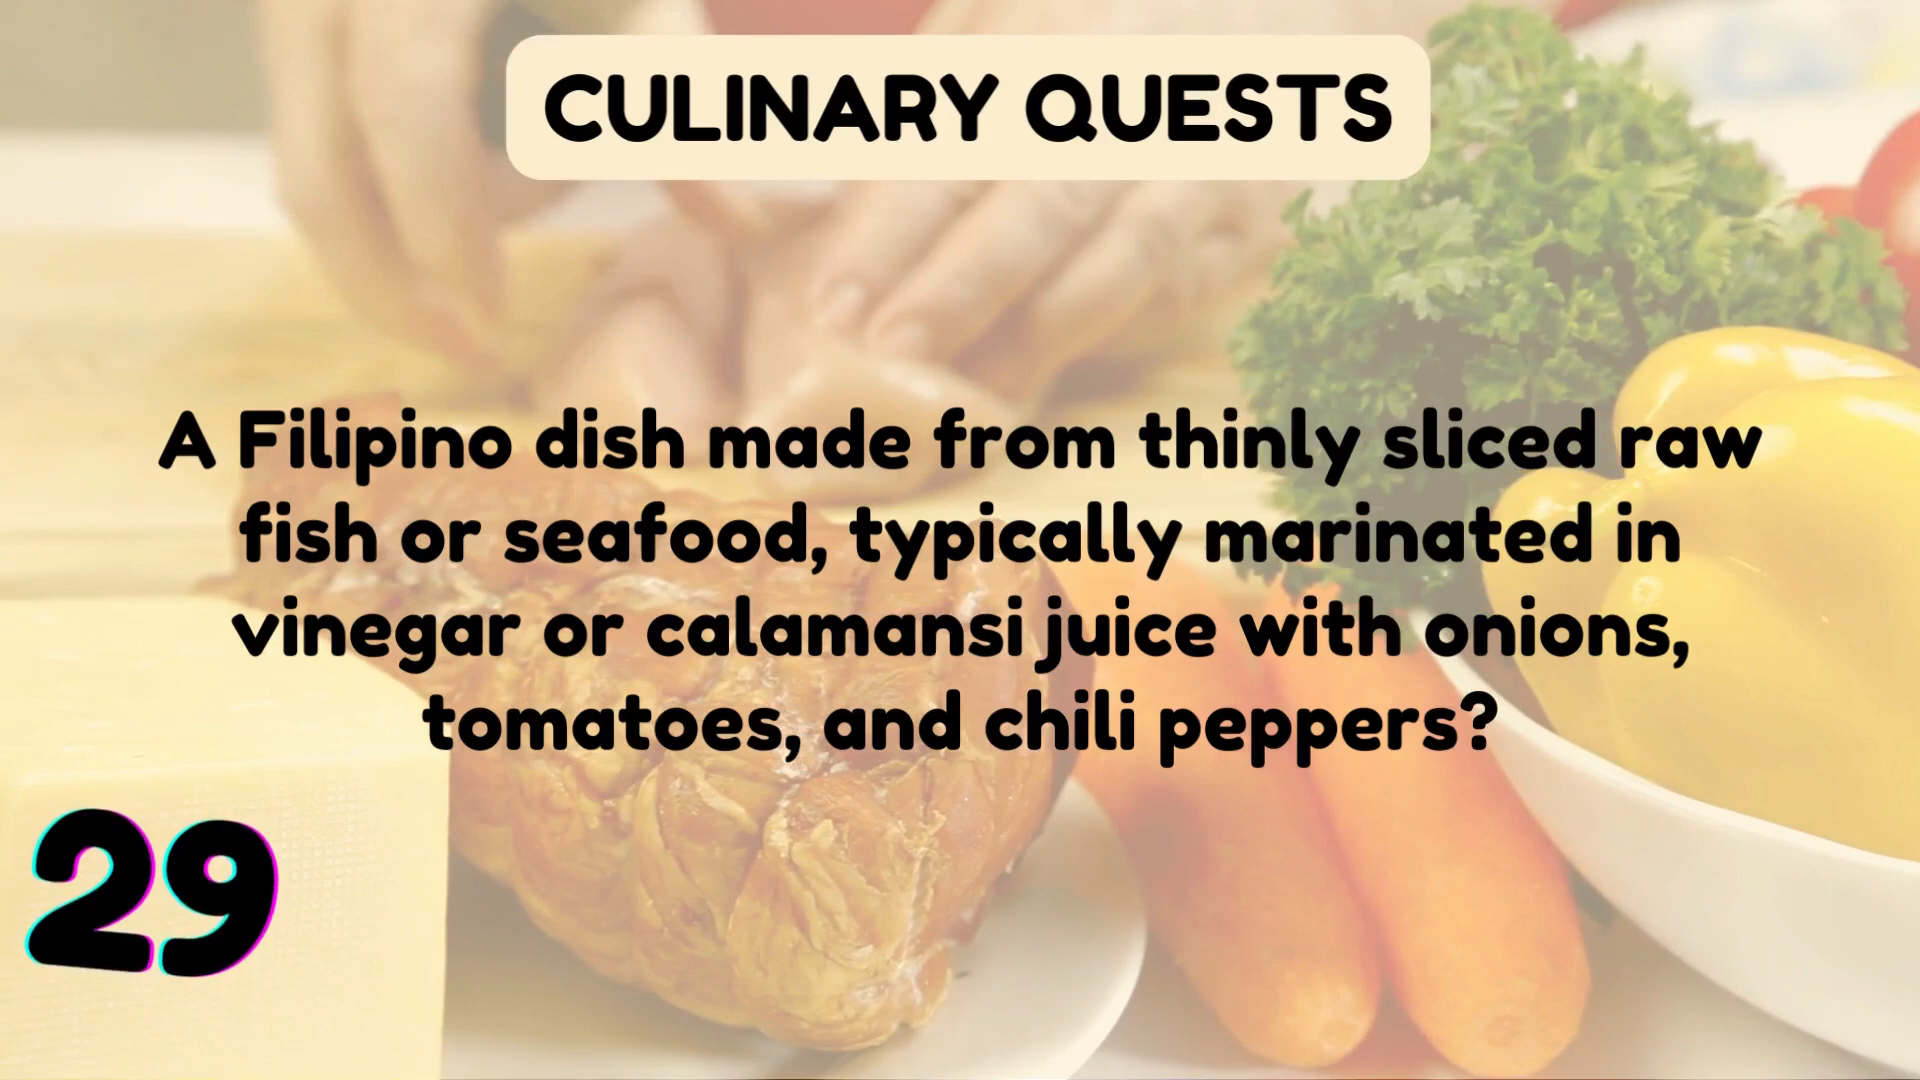 CULINARY QUESTS
A Filipino dish made from thinly sliced raw
fish or seafood, typically marinated in
vinegar or calamansi juice with onions,
tomatoes, and chili peppers?
29